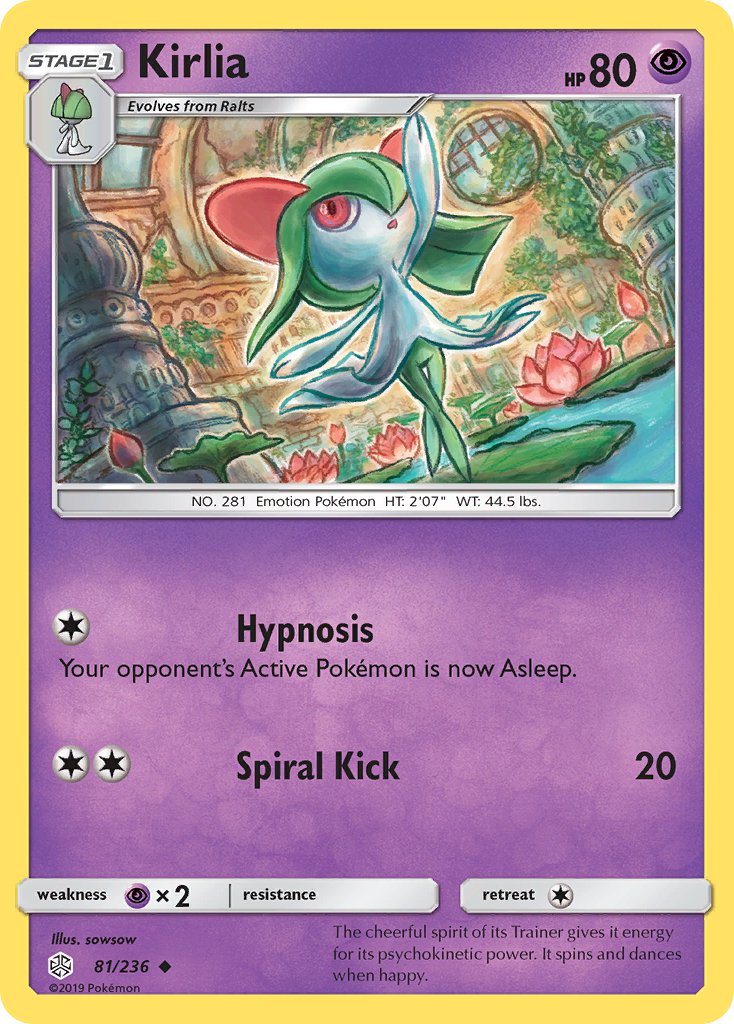 STAGE1 Kirlia HP80
Evolves from Ralts
NO. 281 Emotion Pokémon HT: 2'07" WT: 44.5 lbs.
Hypnosis
Your opponent's Active Pokémon is now Asleep.
Spiral Kick 20
weakness ×2 resistance retreat
Illus. sowsow
81/236
©2019 Pokémon
The cheerful spirit of its Trainer gives it energy
for its psychokinetic power. It spins and dances
when happy.